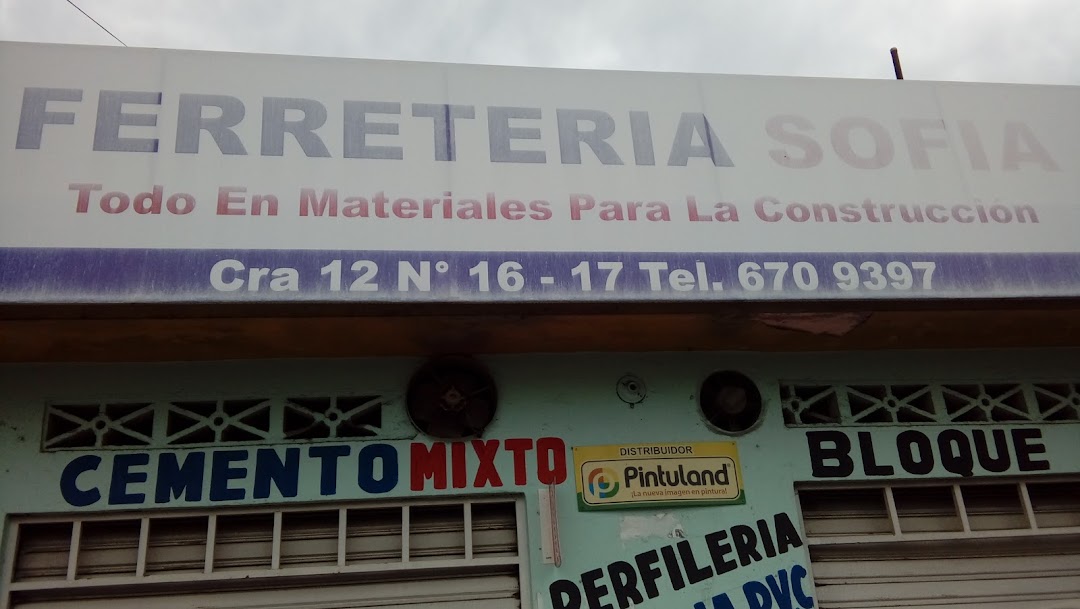 FERRETERIA SOFIA
Todo En Materiales Para La Construcción
Cra 12 N° 16 - 17 Tel. 670 9397
CEMENTO MIXTO
DISTRIBUIDOR
Pintuland®
¡La nueva imagen en pintura!
BLOQUE
PERFILERIA
PVC